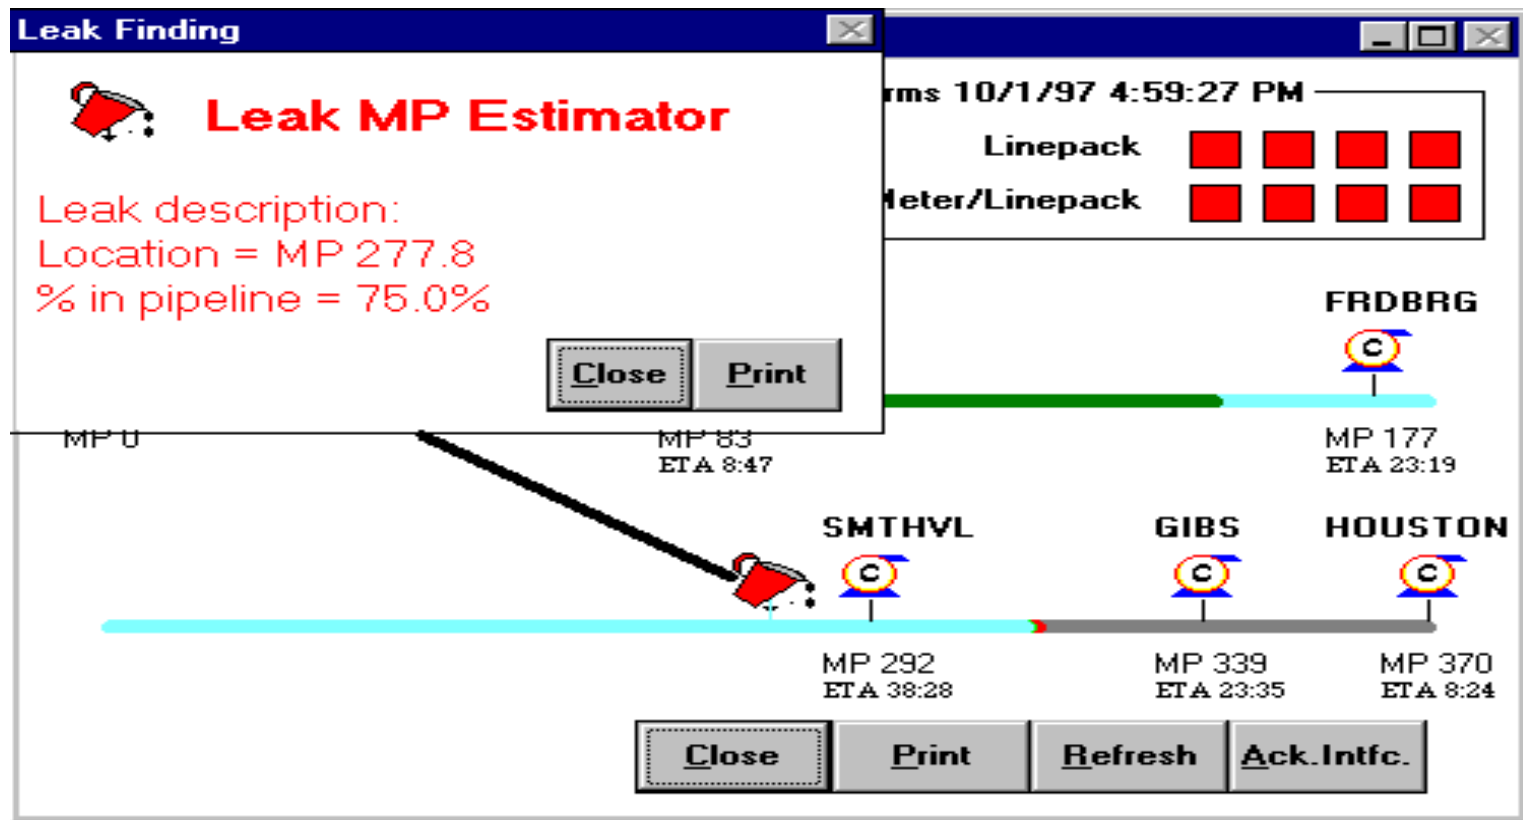 Leak Finding
Leak MP Estimator
Leak description:
Location = MP 277.8
% in pipeline = 75.0%
Close Print
rms 10/1/97 4:59:27 PM
Linepack
Meter/Linepack
FRDBRG
C
MP 0 MP 83 MP 177
ETA 8:47 ETA 23:19
SMTHVL GIBS HOUSTON
C C C
MP 292 MP 339 MP 370
ETA 38:28 ETA 23:35 ETA 8:24
Close Print Refresh Ack.Intfc.